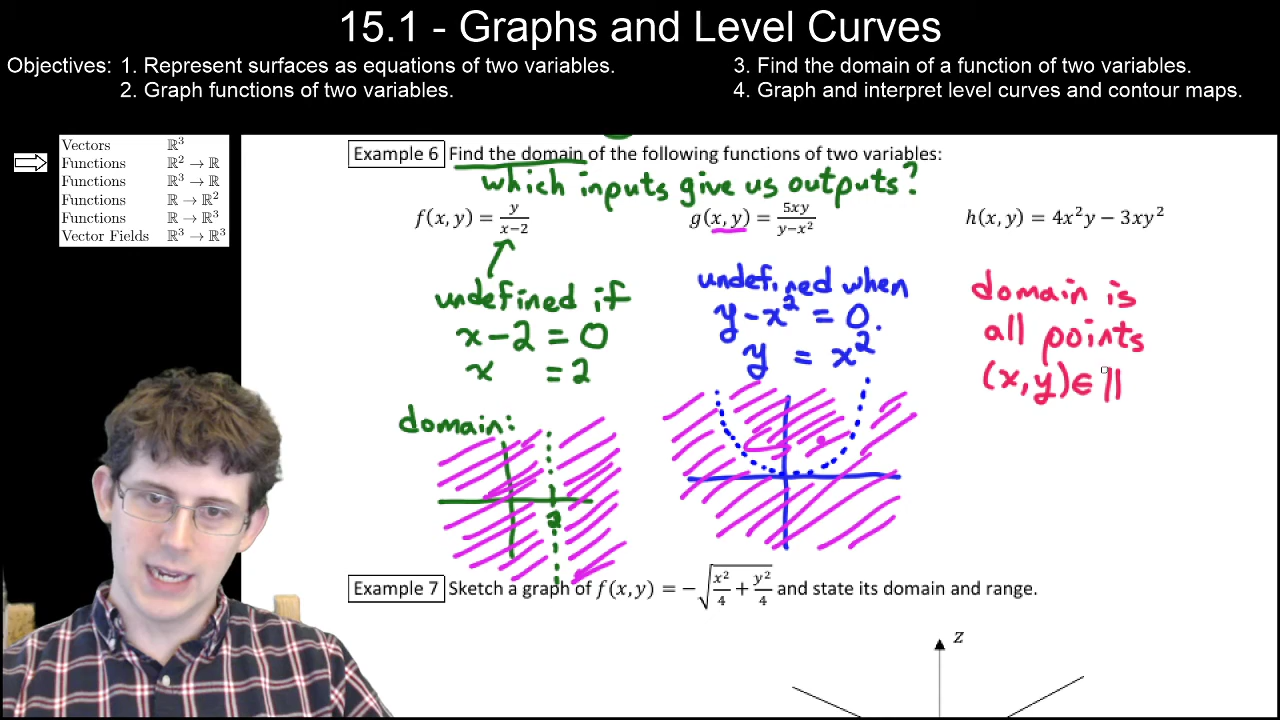 15.1 - Graphs and Level Curves
Objectives: 1. Represent surfaces as equations of two variables.
2. Graph functions of two variables.
3. Find the domain of a function of two variables.
4. Graph and interpret level curves and contour maps.
Vectors ℝ³
Functions ℝ² → ℝ
Functions ℝ³ → ℝ
Functions ℝ → ℝ²
Functions ℝ → ℝ³
Vector Fields ℝ³ → ℝ³
Example 6 Find the domain of the following functions of two variables:
which inputs give us outputs?
f(x, y) = y/(x−2)
undefined if
x − 2 = 0
x = 2
domain:
2
g(x, y) = 5xy/(y−x²)
undefined when
y − x² = 0.
y = x²
h(x, y) = 4x²y − 3xy²
domain is
all points
(x,y) ∈
Example 7 Sketch a graph of f(x, y) = −√(x²/4 + y²/4) and state its domain and range.
z